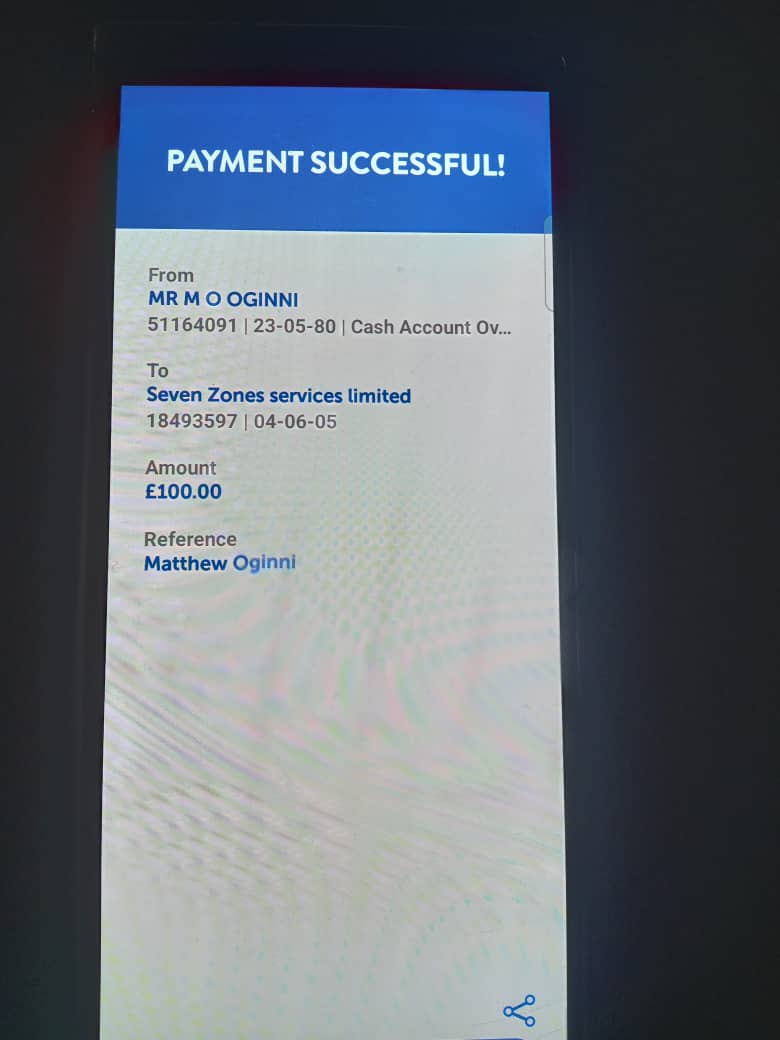 PAYMENT SUCCESSFUL!
From
MR M O OGINNI
51164091 | 23-05-80 | Cash Account Ov...
To
Seven Zones services limited
18493597 | 04-06-05
Amount
£100.00
Reference
Matthew Oginni